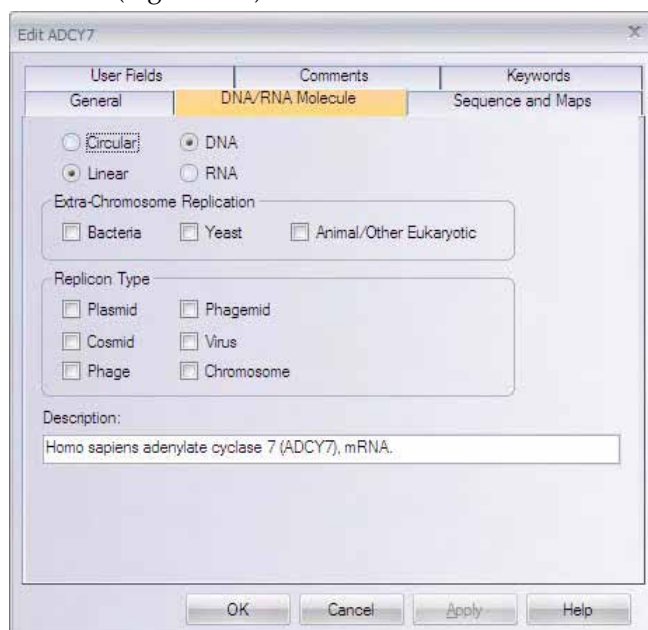 Edit ADCY7
User Fields Comments Keywords
General DNA/RNA Molecule Sequence and Maps
Circular DNA
Linear RNA
Extra-Chromosome Replication
Bacteria Yeast Animal/Other Eukaryotic
Replicon Type
Plasmid Phagemid
Cosmid Virus
Phage Chromosome
Description:
Homo sapiens adenylate cyclase 7 (ADCY7), mRNA.
OK Cancel Apply Help